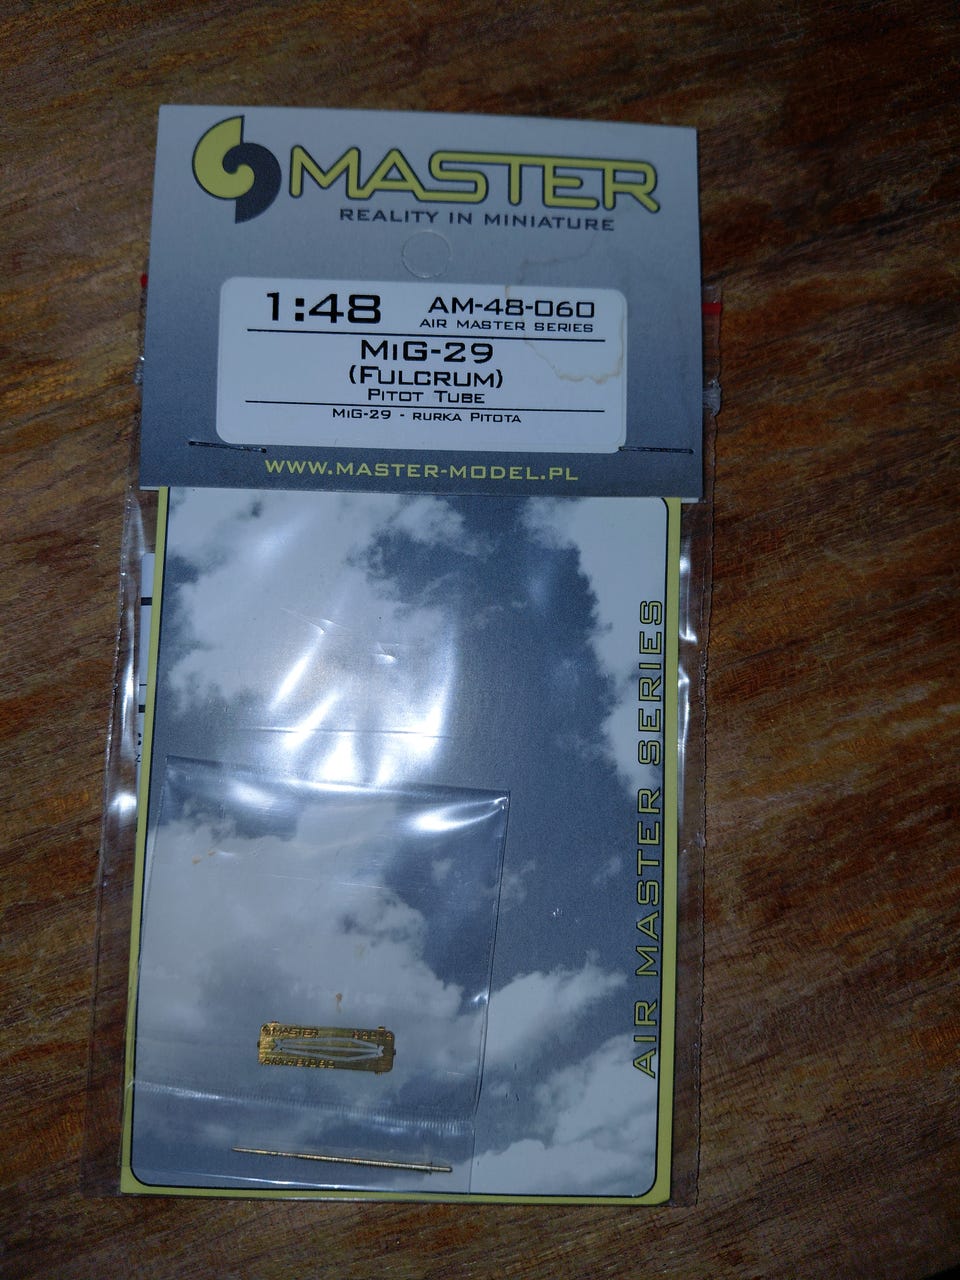 MASTER
REALITY IN MINIATURE
1:48
AM-48-060
AIR MASTER SERIES
MiG-29
(FULCRUM)
PITOT TUBE
MiG-29 - RURKA PITOTA
WWW.MASTER-MODEL.PL
AIR MASTER SERIES
MASTER